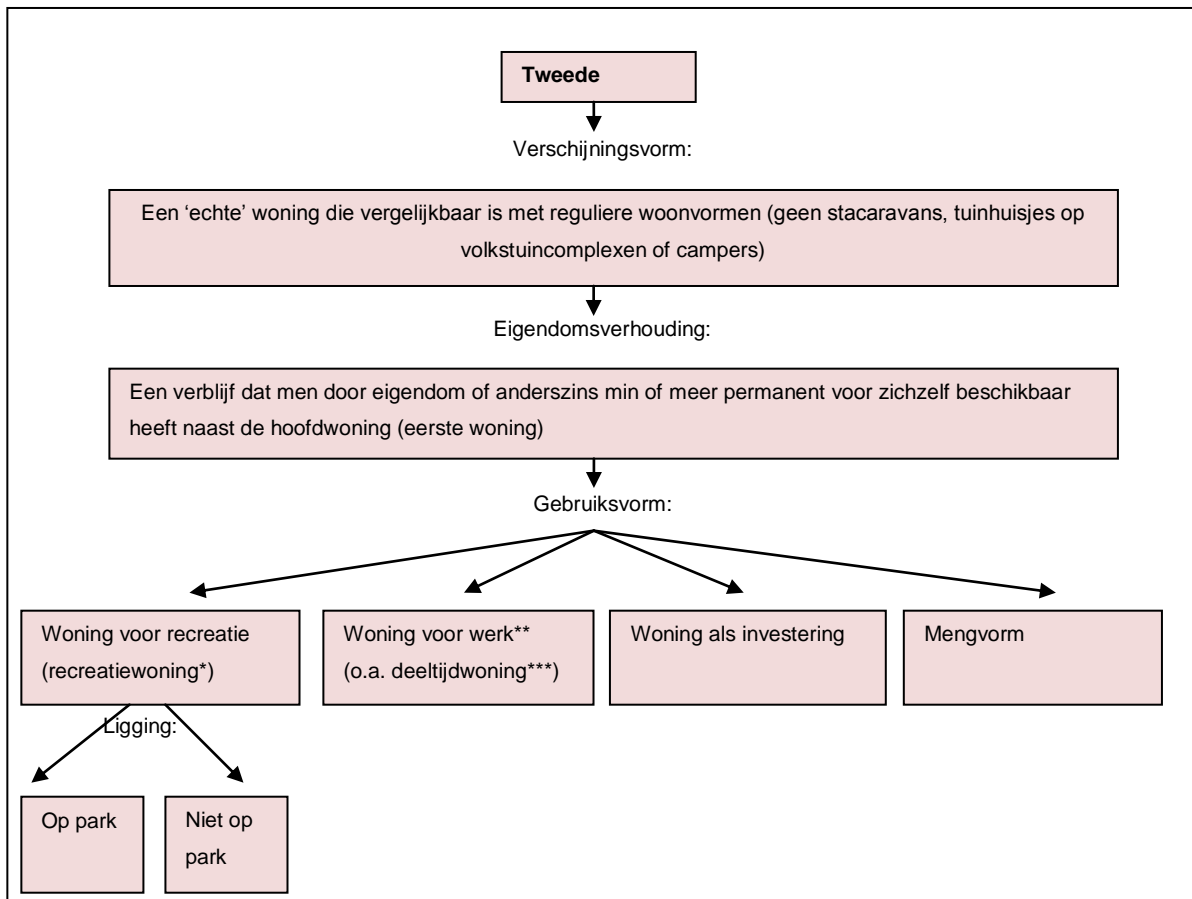 Tweede
Verschijningsvorm:
Een ‘echte’ woning die vergelijkbaar is met reguliere woonvormen (geen stacaravans, tuinhuisjes op
volkstuincomplexen of campers)
Eigendomsverhouding:
Een verblijf dat men door eigendom of anderszins min of meer permanent voor zichzelf beschikbaar
heeft naast de hoofdwoning (eerste woning)
Gebruiksvorm:
Woning voor recreatie
(recreatiewoning*)
Woning voor werk**
(o.a. deeltijdwoning***)
Woning als investering
Mengvorm
Ligging:
Op park
Niet op
park